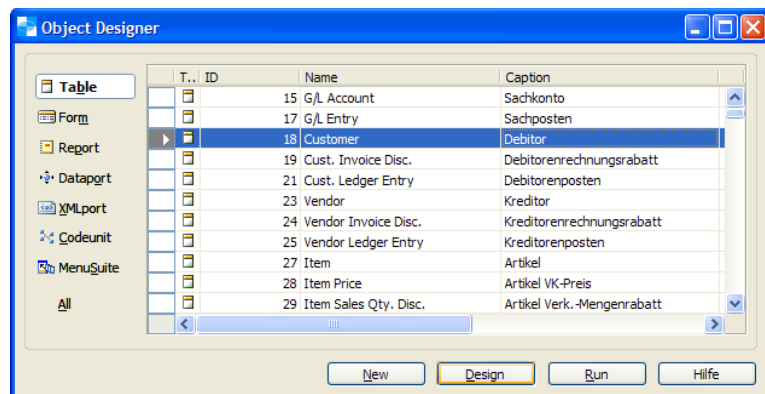 Object Designer
T... ID Name Caption
Table
Form
Report
Dataport
XMLport
Codeunit
MenuSuite
All
15 G/L Account Sachkonto
17 G/L Entry Sachposten
18 Customer Debitor
19 Cust. Invoice Disc. Debitorenrechnungsrabatt
21 Cust. Ledger Entry Debitorenposten
23 Vendor Kreditor
24 Vendor Invoice Disc. Kreditorenrechnungsrabatt
25 Vendor Ledger Entry Kreditorenposten
27 Item Artikel
28 Item Price Artikel VK-Preis
29 Item Sales Qty. Disc. Artikel Verk.-Mengenrabatt
New Design Run Hilfe